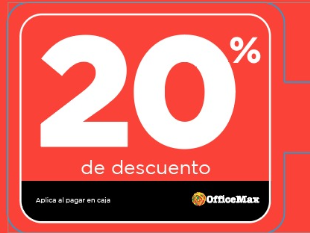 20%
de descuento
Aplica al pagar en caja
OfficeMax